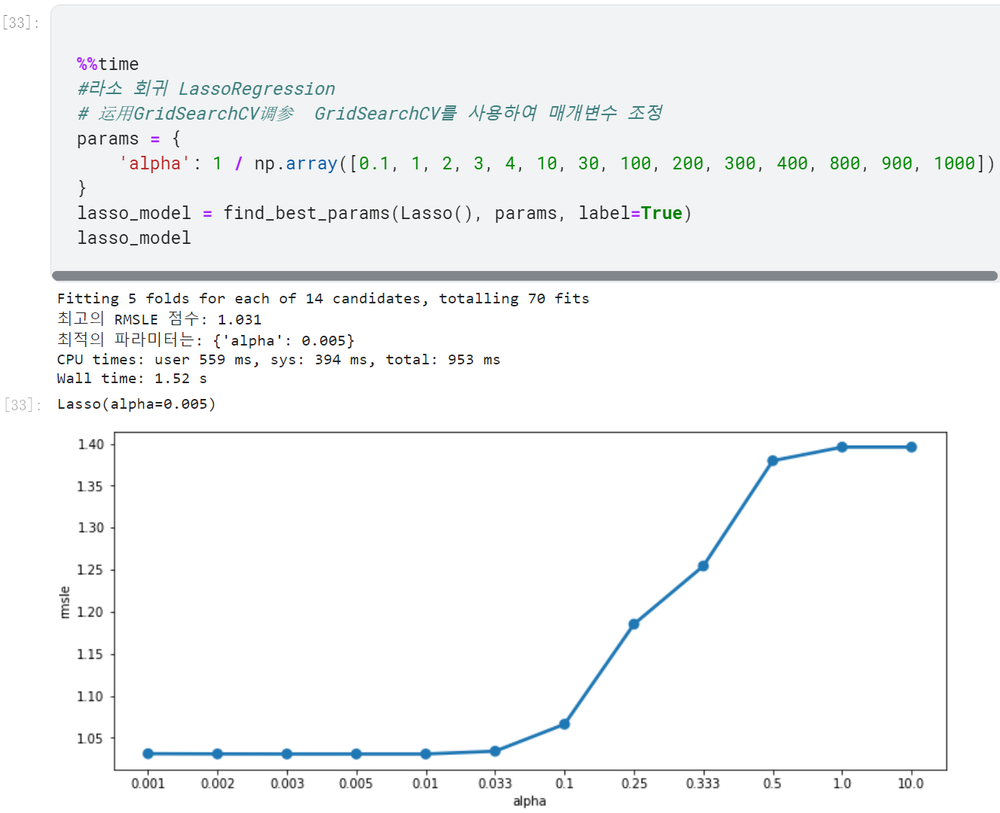 [33]:
%%time
#라소 회귀 LassoRegression
# 运用GridSearchCV调参  GridSearchCV를 사용하여 매개변수 조정
params = {
    'alpha': 1 / np.array([0.1, 1, 2, 3, 4, 10, 30, 100, 200, 300, 400, 800, 900, 1000])
}
lasso_model = find_best_params(Lasso(), params, label=True)
lasso_model
Fitting 5 folds for each of 14 candidates, totalling 70 fits
최고의 RMSLE 점수: 1.031
최적의 파라미터는: {'alpha': 0.005}
CPU times: user 559 ms, sys: 394 ms, total: 953 ms
Wall time: 1.52 s
[33]: Lasso(alpha=0.005)
1.40
1.35
1.30
1.25
1.20
1.15
1.10
1.05
rmsle
0.001 0.002 0.003 0.005 0.01 0.033 0.1 0.25 0.333 0.5 1.0 10.0
alpha